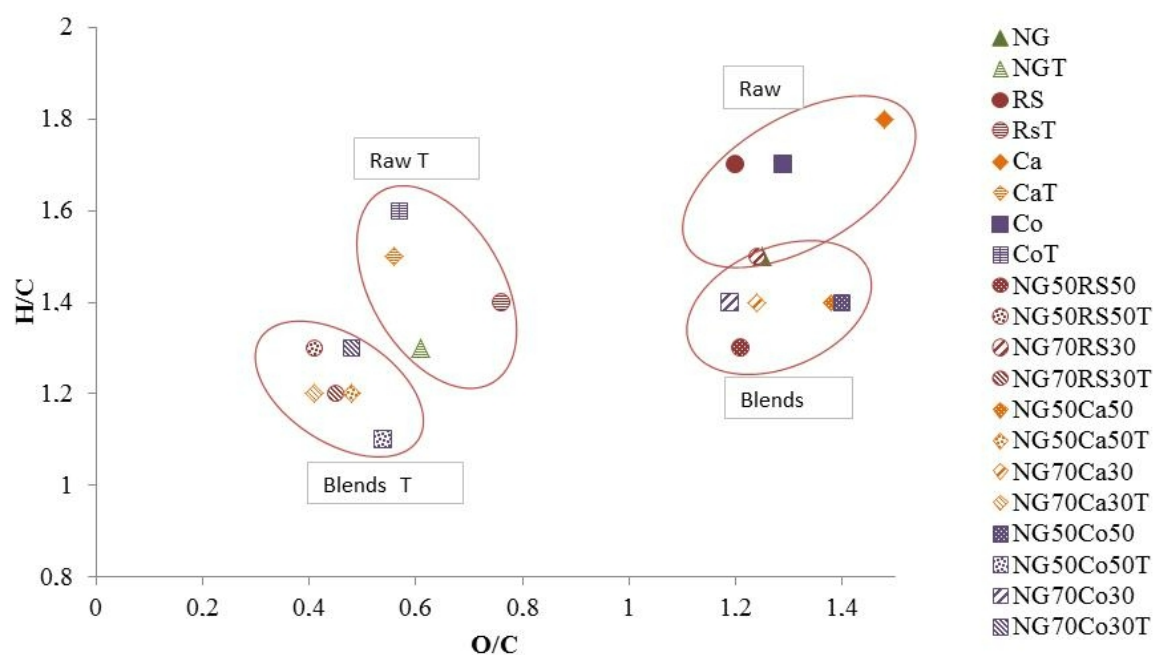 2
1.8
1.6
1.4
1.2
1
0.8
H/C
0
0.2
0.4
0.6
0.8
1
1.2
1.4
O/C
Raw
Raw T
Blends
Blends T
NG
NGT
RS
RsT
Ca
CaT
Co
CoT
NG50RS50
NG50RS50T
NG70RS30
NG70RS30T
NG50Ca50
NG50Ca50T
NG70Ca30
NG70Ca30T
NG50Co50
NG50Co50T
NG70Co30
NG70Co30T